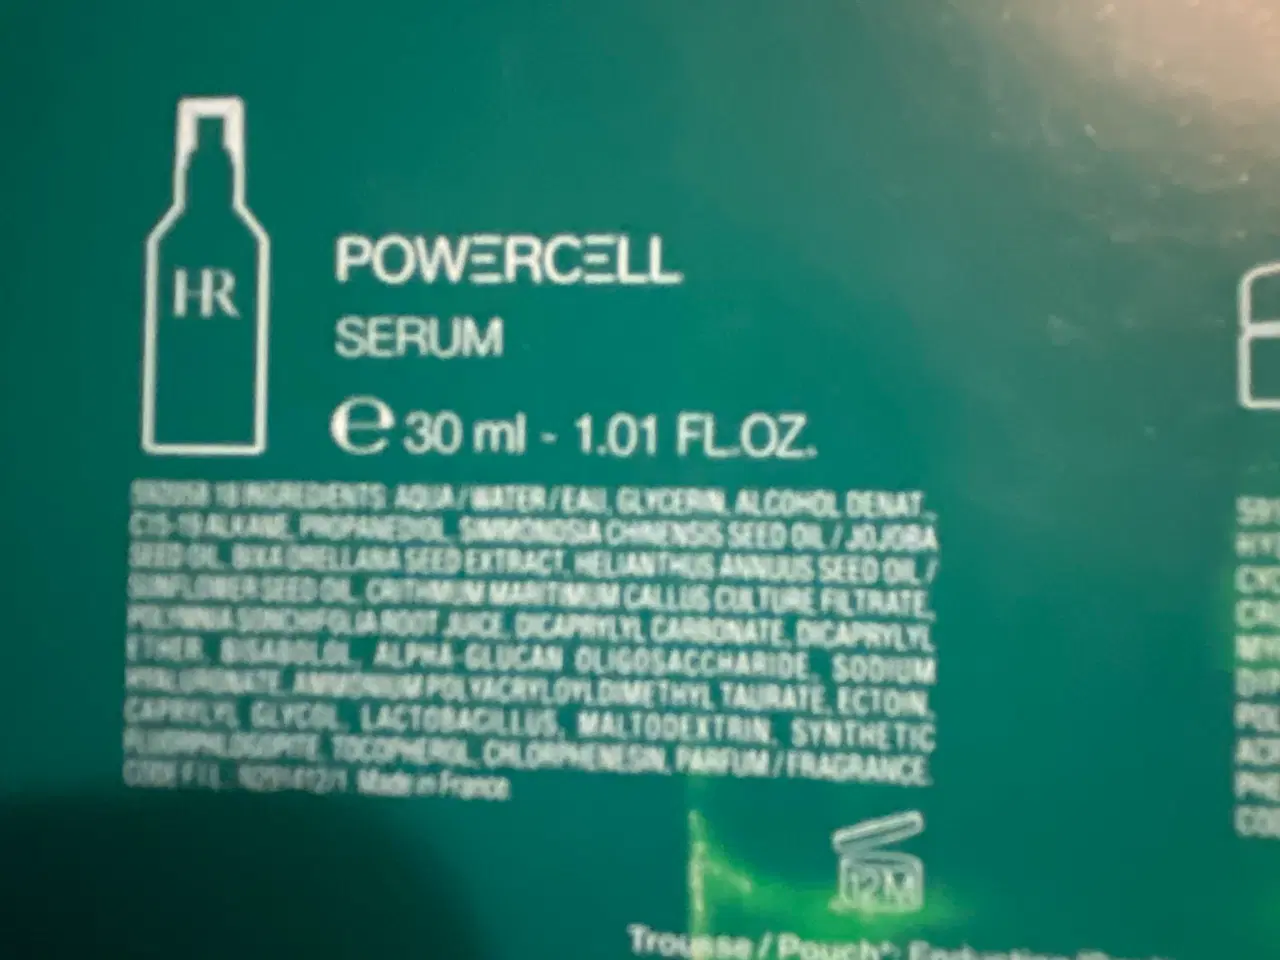 HR
POWERCELL
SERUM
e 30 ml - 1.01 FL.OZ.
INGREDIENTS: AQUA / WATER / EAU, GLYCERIN, ALCOHOL DENAT.,
C15-19 ALKANE, PROPANEDIOL, SIMMONDSIA CHINENSIS SEED OIL / JOJOBA
SEED OIL, BIXA ORELLANA SEED EXTRACT, HELIANTHUS ANNUUS SEED OIL /
SUNFLOWER SEED OIL, CRITHMUM MARITIMUM CALLUS CULTURE FILTRATE,
POLYMNIA SONCHIFOLIA ROOT JUICE, DICAPRYLYL CARBONATE, DICAPRYLYL
ETHER, BISABOLOL, ALPHA-GLUCAN OLIGOSACCHARIDE, SODIUM
HYALURONATE, AMMONIUM POLYACRYLOYLDIMETHYL TAURATE, ECTOIN,
CAPRYLYL GLYCOL, LACTOBACILLUS, MALTODEXTRIN, SYNTHETIC
FLUORPHLOGOPITE, TOCOPHEROL, CHLORPHENESIN, PARFUM / FRAGRANCE.
Made in France
12M
Trousse / Pouch*: